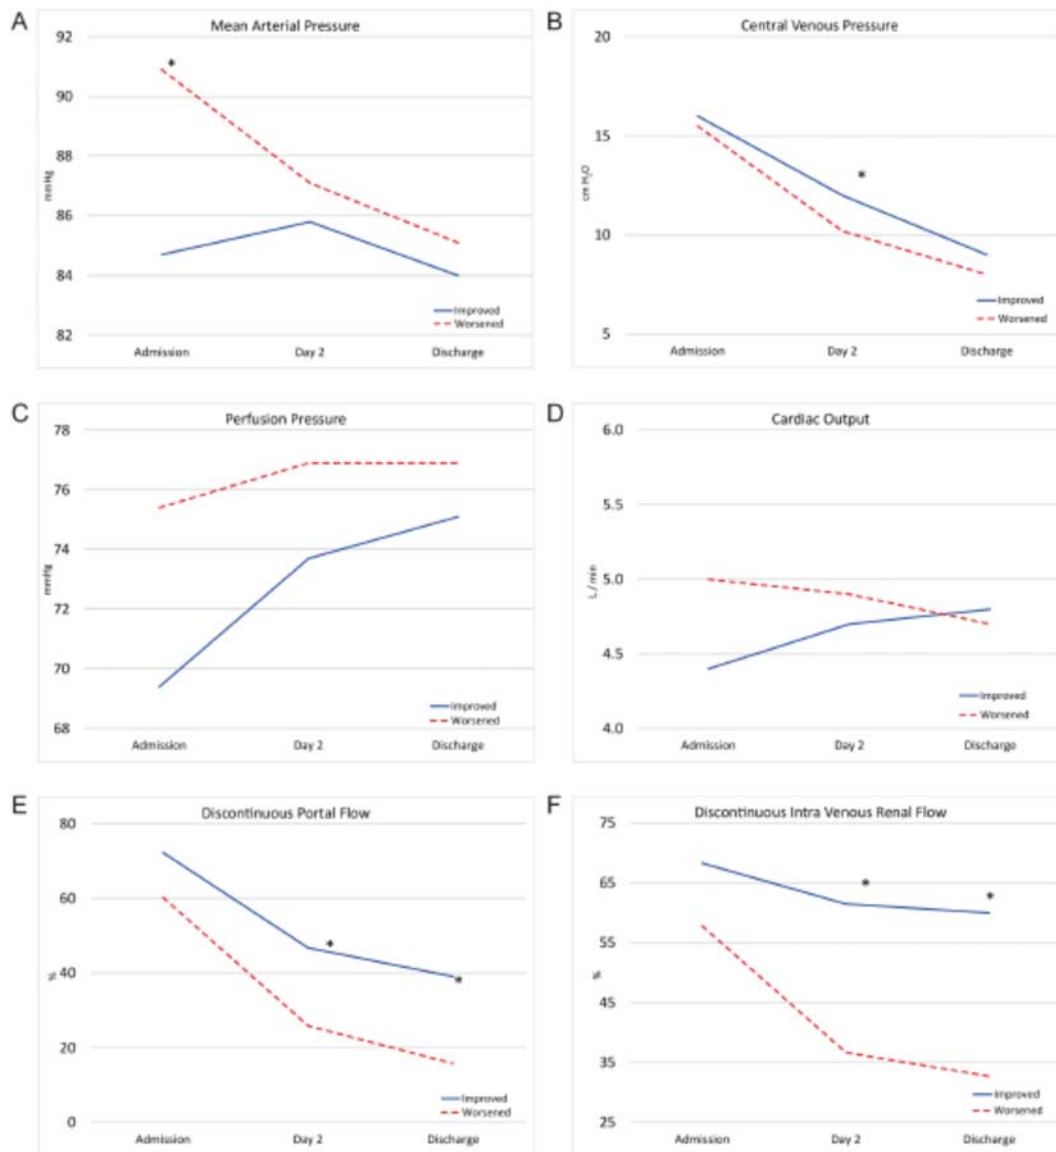 A
Mean Arterial Pressure
92
90
88
86
84
82
mmHg
Improved
Worsened
Admission Day 2 Discharge
*
B
Central Venous Pressure
20
15
10
5
cm H₂O
Improved
Worsened
Admission Day 2 Discharge
*
C
Perfusion Pressure
78
76
74
72
70
68
mmHg
Improved
Worsened
Admission Day 2 Discharge
D
Cardiac Output
6.0
5.5
5.0
4.5
4.0
L / min
Improved
Worsened
Admission Day 2 Discharge
E
Discontinuous Portal Flow
80
60
40
20
0
%
Improved
Worsened
Admission Day 2 Discharge
*
*
F
Discontinuous Intra Venous Renal Flow
75
65
55
45
35
25
%
Improved
Worsened
Admission Day 2 Discharge
*
*